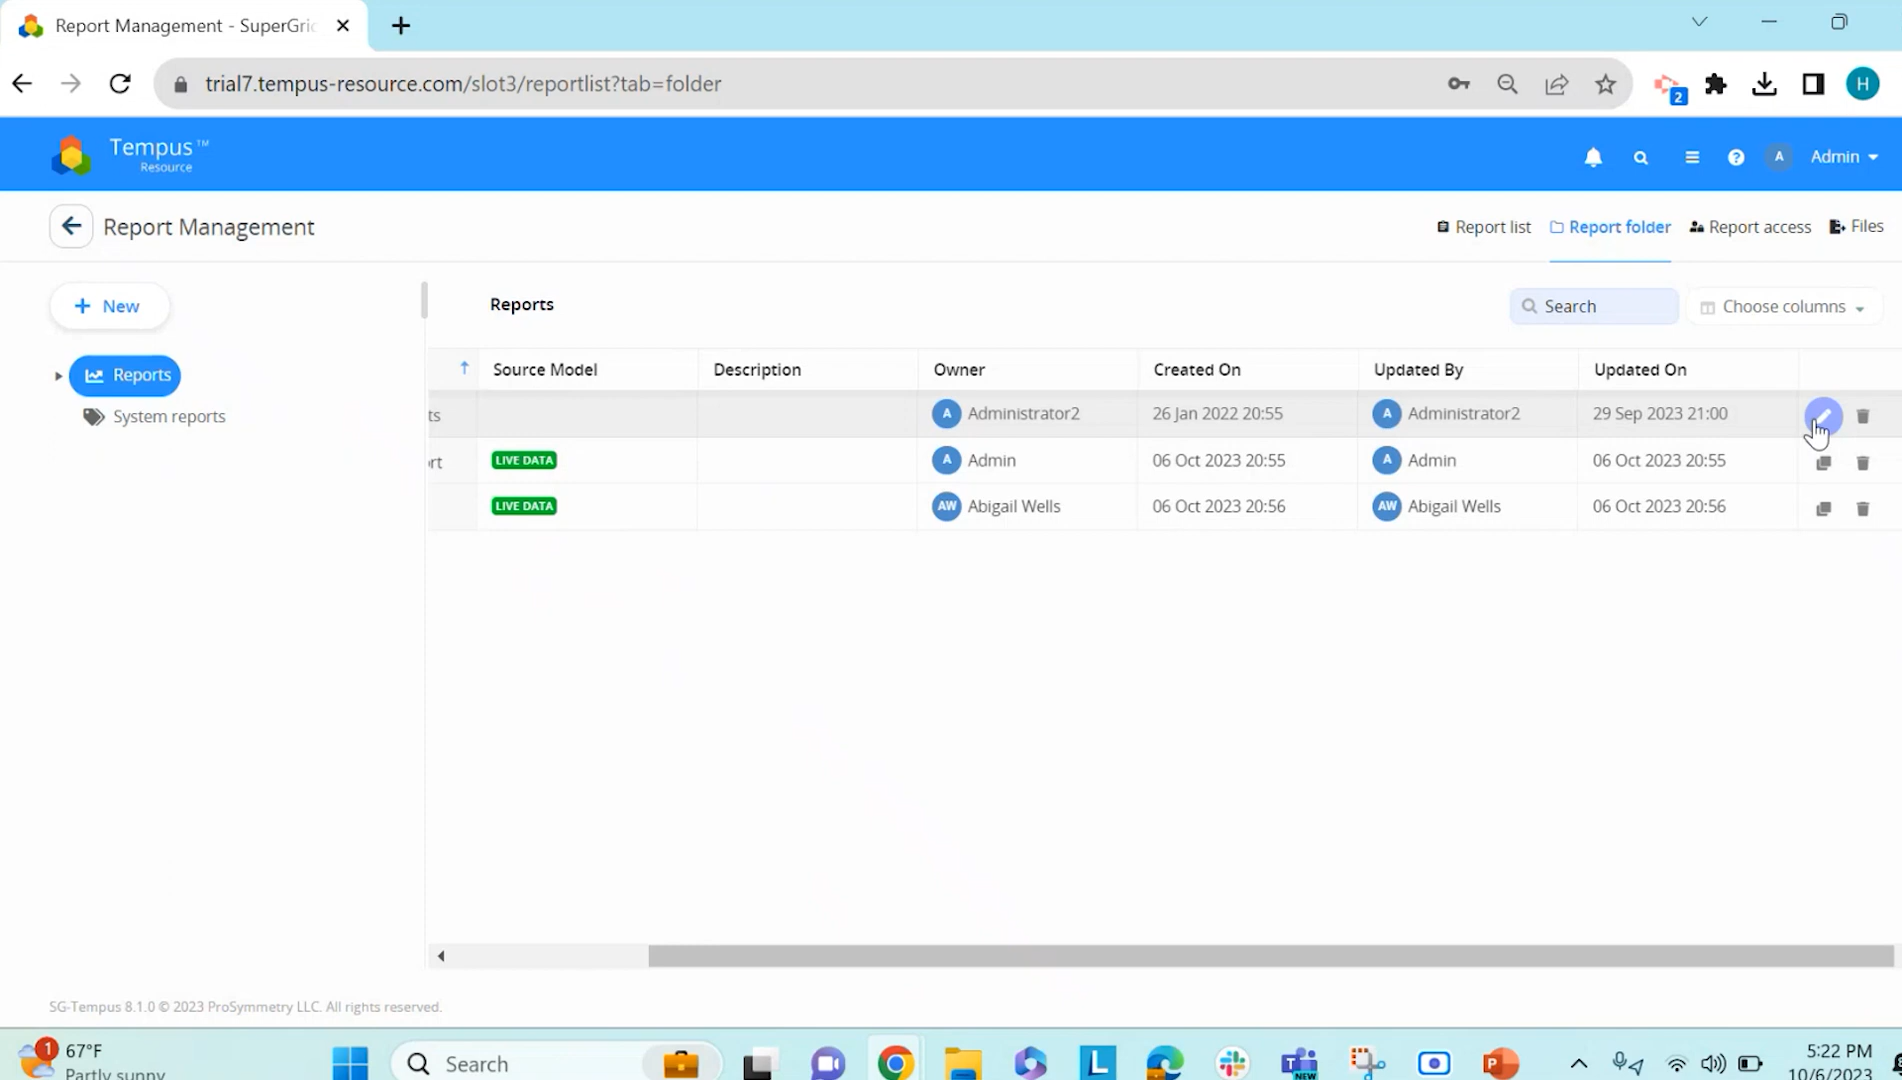 Report Management - SuperGric
trial7.tempus-resource.com/slot3/reportlist?tab=folder
2
H
Tempus™
Resource
A
Admin
Report Management
Report list
Report folder
Report access
Files
+ New
Reports
Search
Choose columns
Reports
System reports
Source Model
Description
Owner
Created On
Updated By
Updated On
ts
A
Administrator2
26 Jan 2022 20:55
A
Administrator2
29 Sep 2023 21:00
rt
LIVE DATA
A
Admin
06 Oct 2023 20:55
A
Admin
06 Oct 2023 20:55
LIVE DATA
AW
Abigail Wells
06 Oct 2023 20:56
AW
Abigail Wells
06 Oct 2023 20:56
SG-Tempus 8.1.0 © 2023 ProSymmetry LLC. All rights reserved.
1
67°F
Partly sunny
Search
L
NEW
P
5:22 PM
10/6/2023